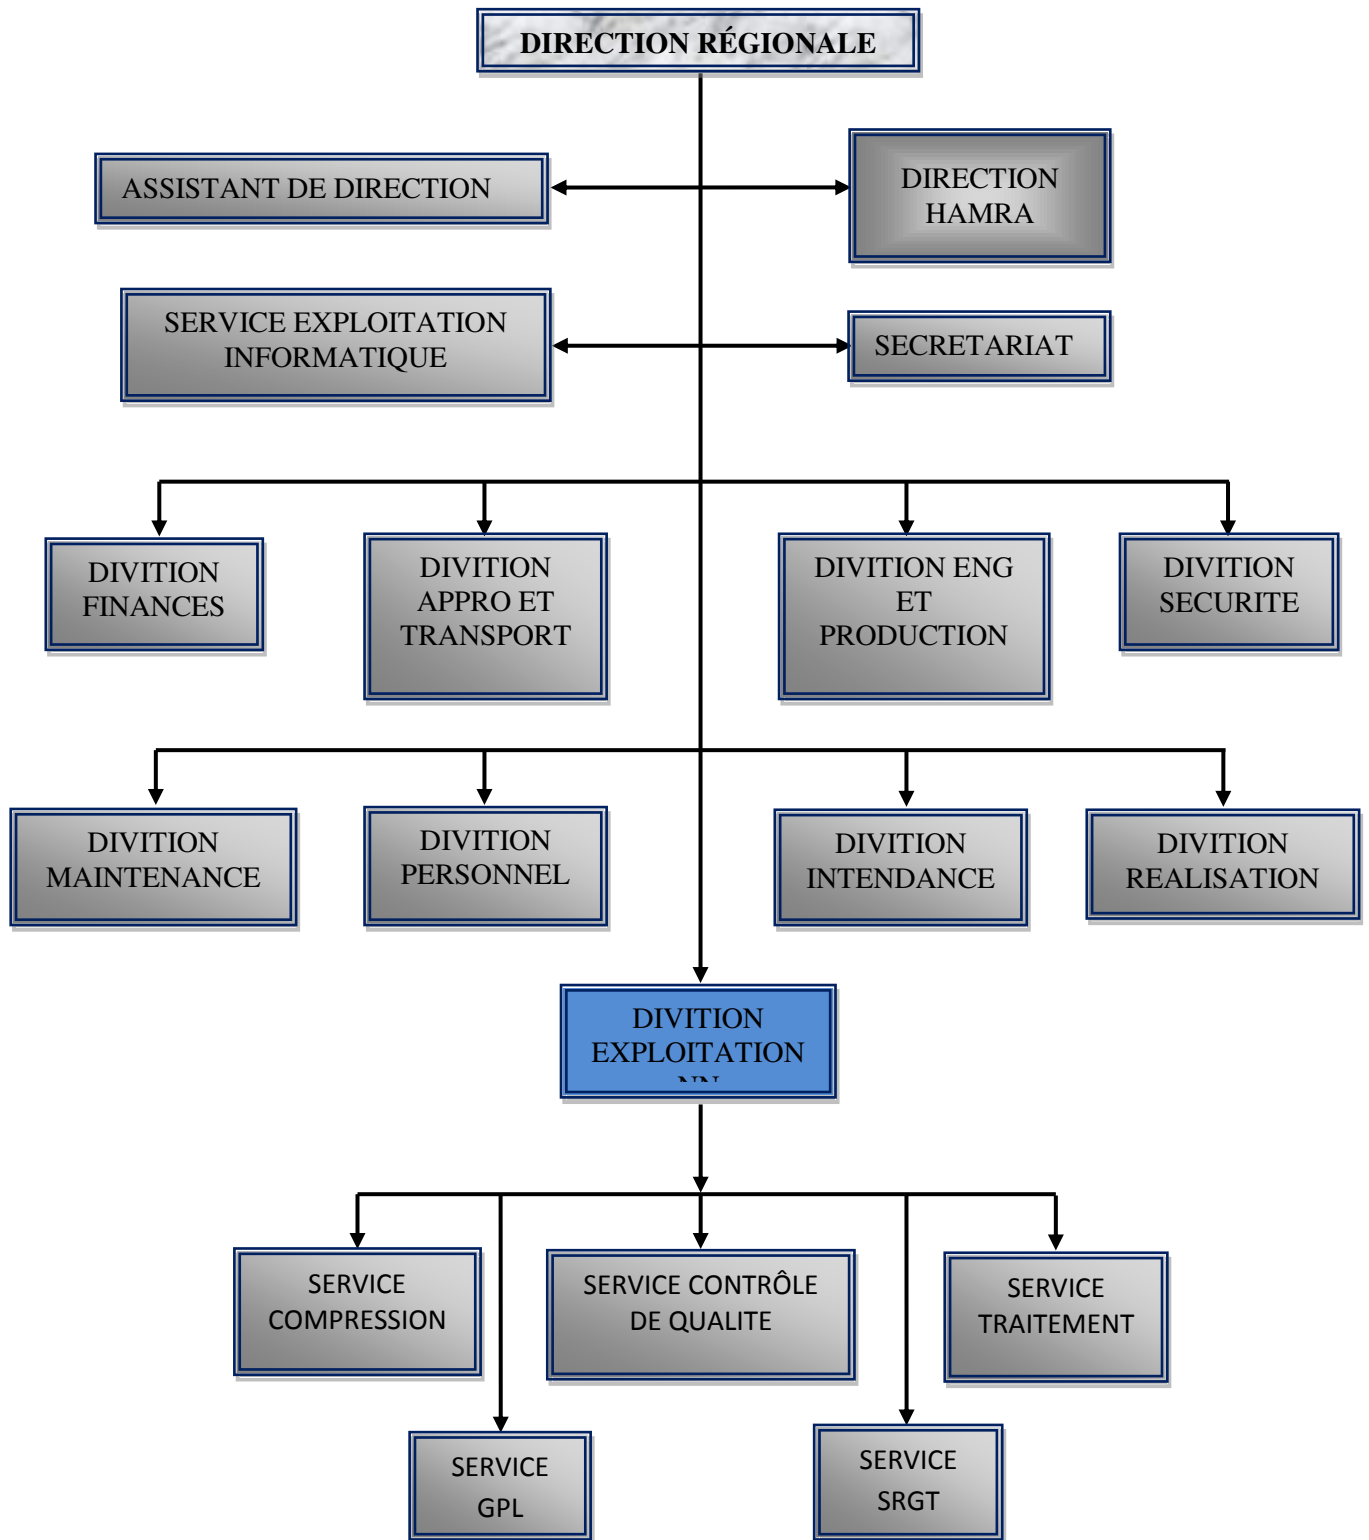 DIRECTION RÉGIONALE
ASSISTANT DE DIRECTION
DIRECTION
HAMRA
SERVICE EXPLOITATION
INFORMATIQUE
SECRETARIAT
DIVITION
FINANCES
DIVITION
APPRO ET
TRANSPORT
DIVITION ENG
ET
PRODUCTION
DIVITION
SECURITE
DIVITION
MAINTENANCE
DIVITION
PERSONNEL
DIVITION
INTENDANCE
DIVITION
REALISATION
DIVITION
EXPLOITATION
SERVICE
COMPRESSION
SERVICE CONTRÔLE
DE QUALITE
SERVICE
TRAITEMENT
SERVICE
GPL
SERVICE
SRGT